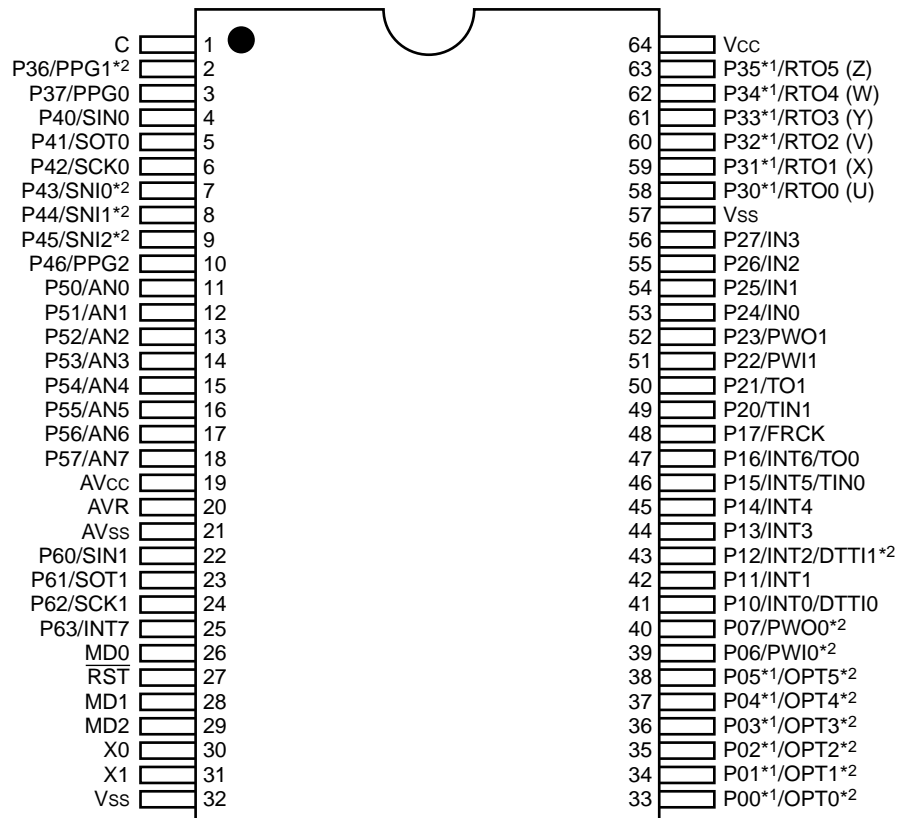 C 1 64 Vcc
P36/PPG1*2 2 63 P35*1/RTO5 (Z)
P37/PPG0 3 62 P34*1/RTO4 (W)
P40/SIN0 4 61 P33*1/RTO3 (Y)
P41/SOT0 5 60 P32*1/RTO2 (V)
P42/SCK0 6 59 P31*1/RTO1 (X)
P43/SNI0*2 7 58 P30*1/RTO0 (U)
P44/SNI1*2 8 57 Vss
P45/SNI2*2 9 56 P27/IN3
P46/PPG2 10 55 P26/IN2
P50/AN0 11 54 P25/IN1
P51/AN1 12 53 P24/IN0
P52/AN2 13 52 P23/PWO1
P53/AN3 14 51 P22/PWI1
P54/AN4 15 50 P21/TO1
P55/AN5 16 49 P20/TIN1
P56/AN6 17 48 P17/FRCK
P57/AN7 18 47 P16/INT6/TO0
AVcc 19 46 P15/INT5/TIN0
AVR 20 45 P14/INT4
AVss 21 44 P13/INT3
P60/SIN1 22 43 P12/INT2/DTTI1*2
P61/SOT1 23 42 P11/INT1
P62/SCK1 24 41 P10/INT0/DTTI0
P63/INT7 25 40 P07/PWO0*2
MD0 26 39 P06/PWI0*2
RST 27 38 P05*1/OPT5*2
MD1 28 37 P04*1/OPT4*2
MD2 29 36 P03*1/OPT3*2
X0 30 35 P02*1/OPT2*2
X1 31 34 P01*1/OPT1*2
Vss 32 33 P00*1/OPT0*2